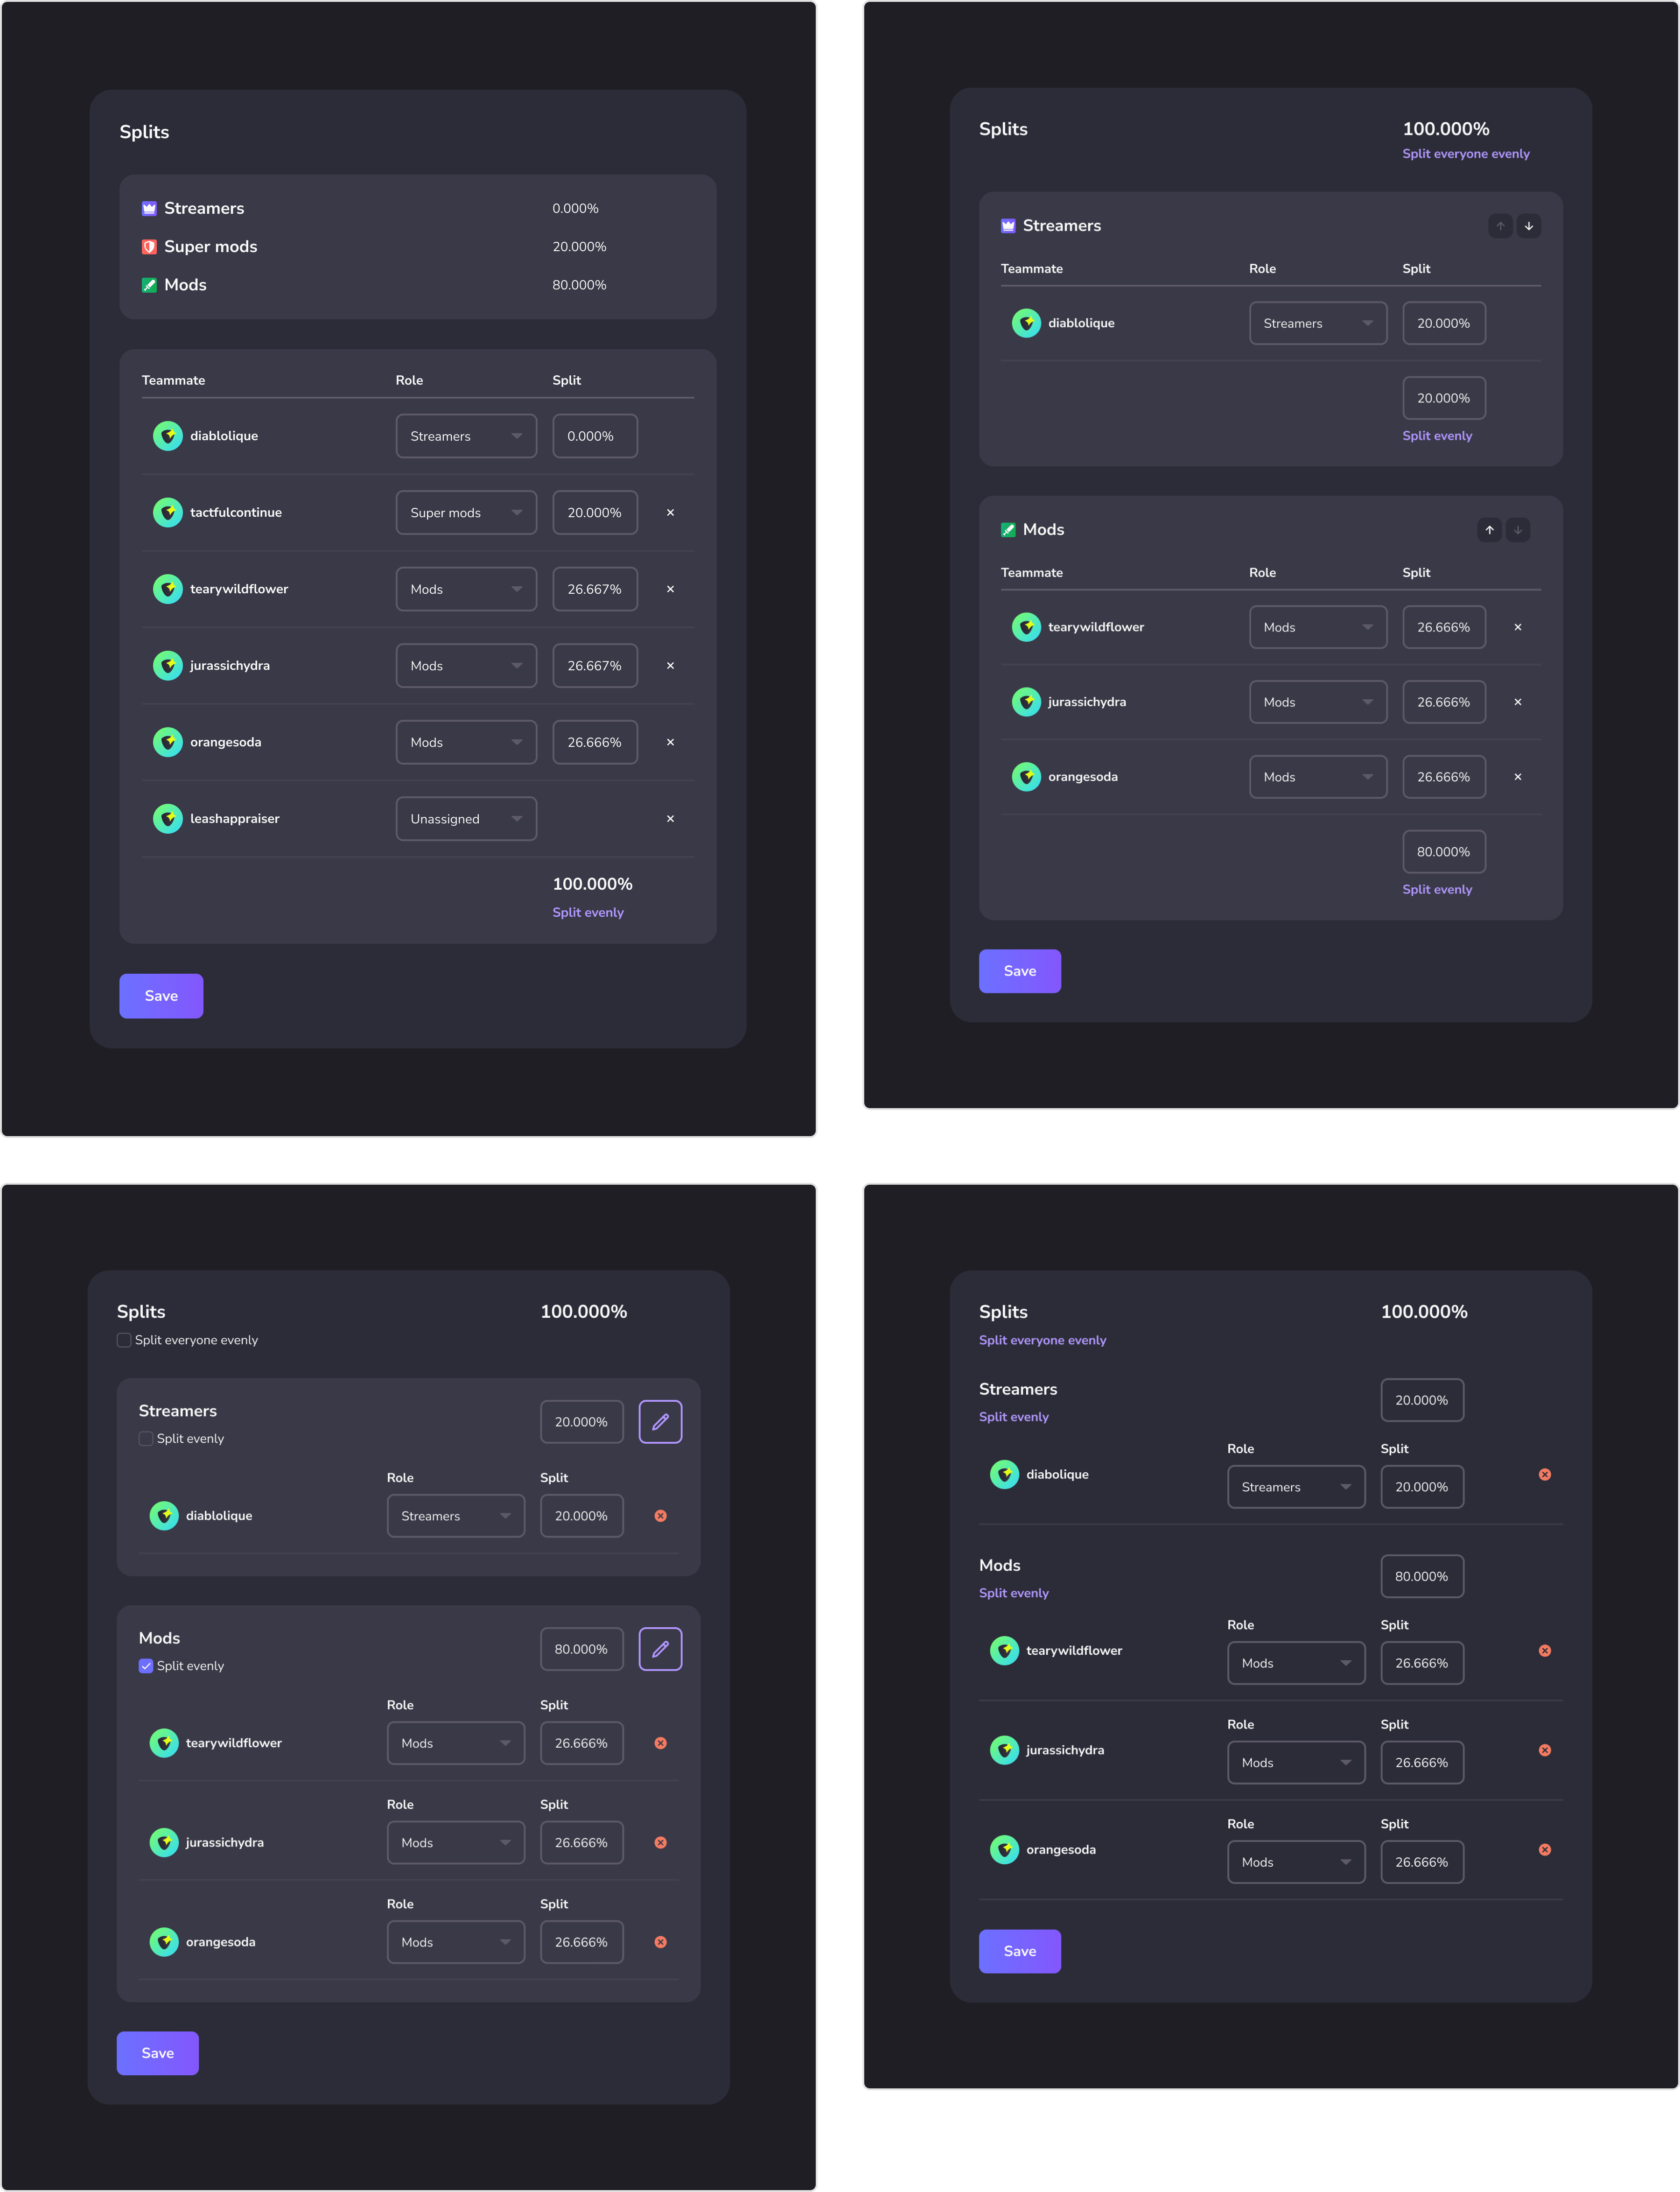 Splits
Streamers 0.000%
Super mods 20.000%
Mods 80.000%
Teammate Role Split
diablolique Streamers 0.000%
tactfulcontinue Super mods 20.000%
tearywildflower Mods 26.667%
jurassichydra Mods 26.667%
orangesoda Mods 26.666%
leashappraiser Unassigned
100.000%
Split evenly
Save
Splits 100.000%
Split everyone evenly
Streamers
Teammate Role Split
diablolique Streamers 20.000%
20.000%
Split evenly
Mods
Teammate Role Split
tearywildflower Mods 26.666%
jurassichydra Mods 26.666%
orangesoda Mods 26.666%
80.000%
Split evenly
Save
Splits 100.000%
Split everyone evenly
Streamers 20.000%
Split evenly
Role Split
diablolique Streamers 20.000%
Mods 80.000%
Split evenly
Role Split
tearywildflower Mods 26.666%
Role Split
jurassichydra Mods 26.666%
Role Split
orangesoda Mods 26.666%
Save
Splits 100.000%
Split everyone evenly
Streamers 20.000%
Split evenly
Role Split
diabolique Streamers 20.000%
Mods 80.000%
Split evenly
Role Split
tearywildflower Mods 26.666%
Role Split
jurassichydra Mods 26.666%
Role Split
orangesoda Mods 26.666%
Save